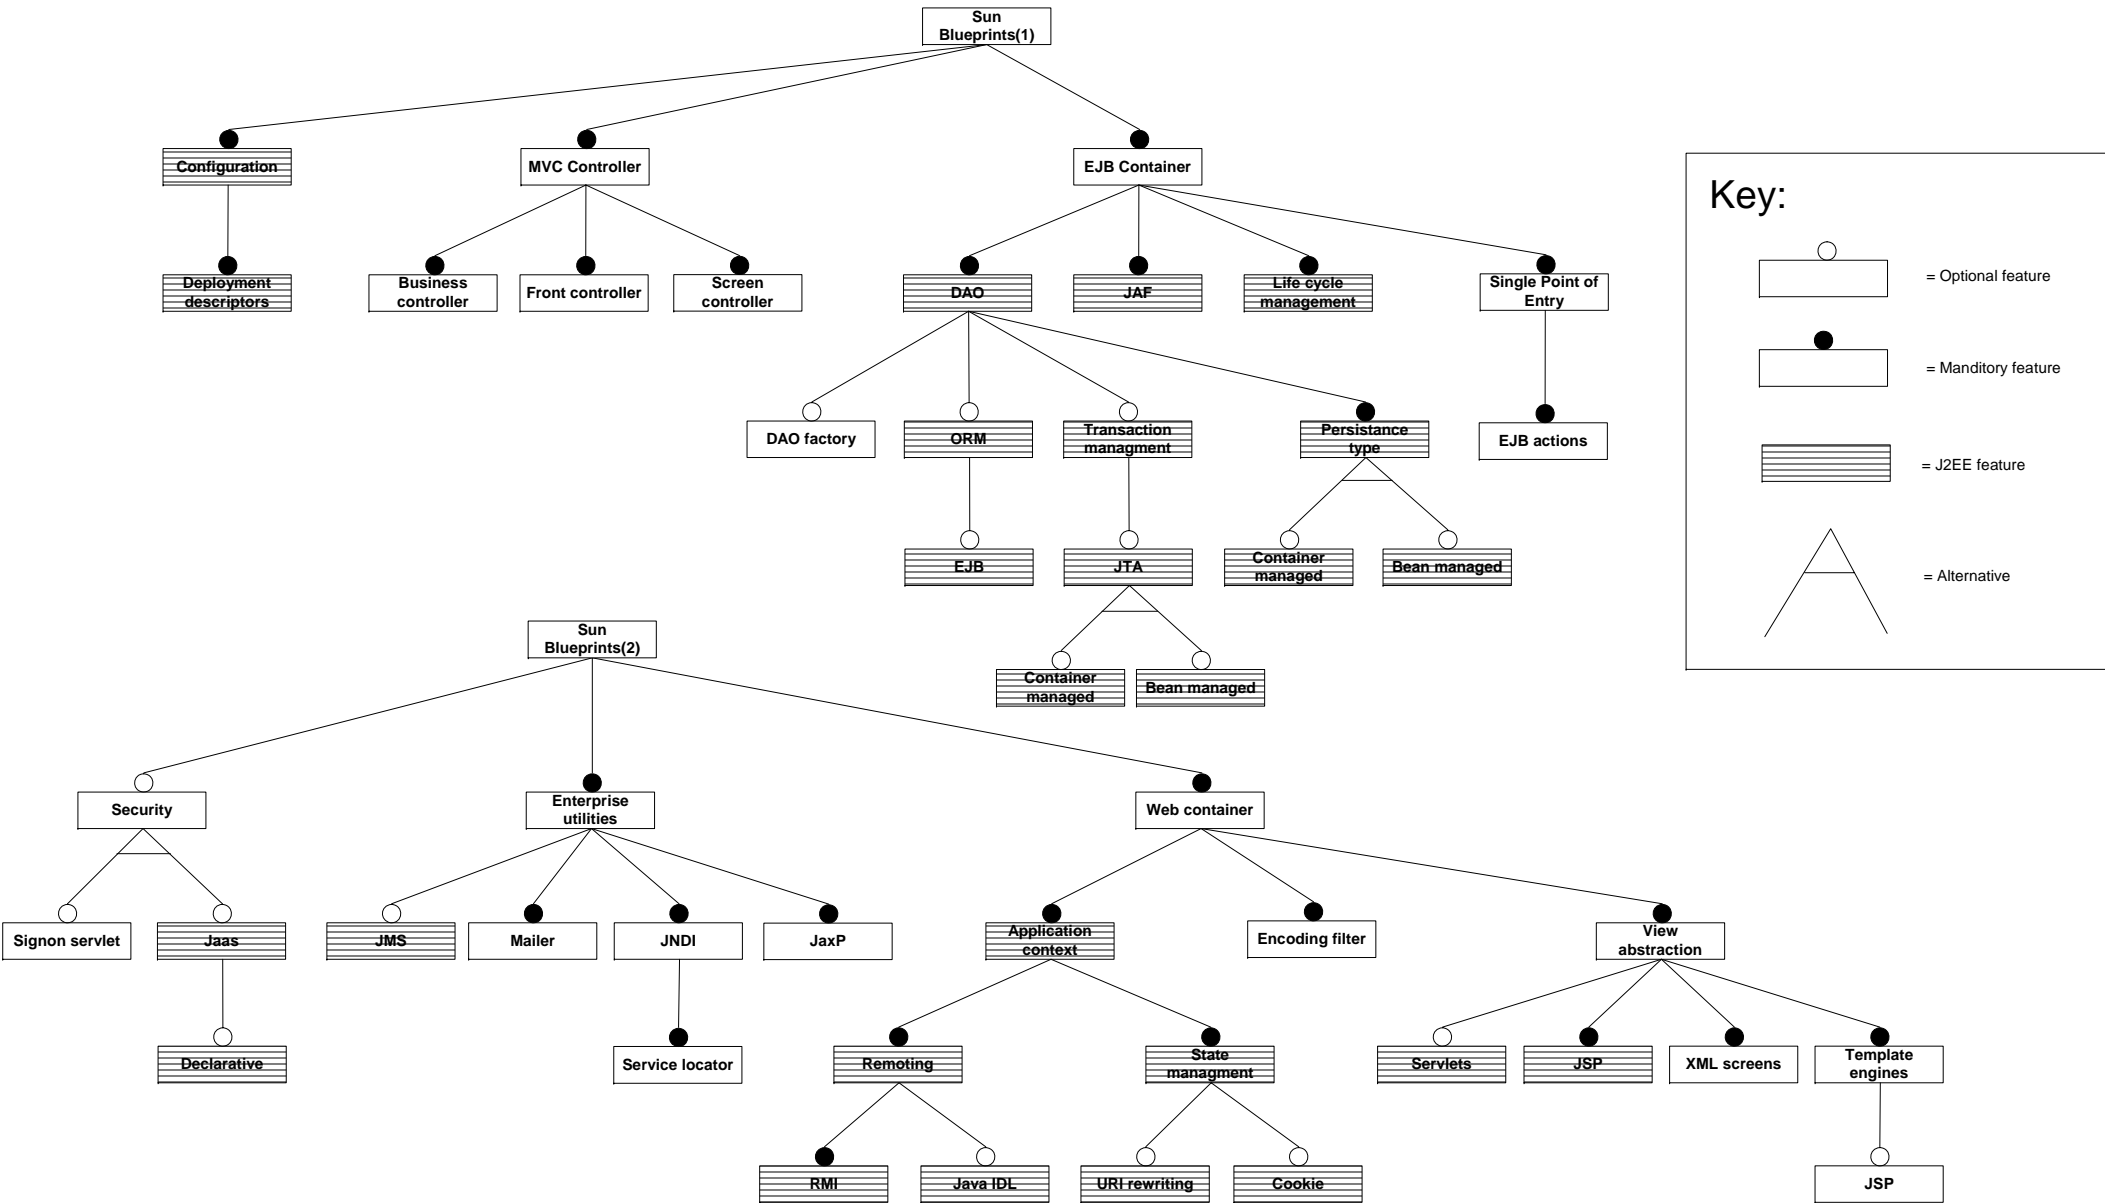 Sun
Blueprints(1)
Configuration
MVC Controller
EJB Container
Key:
Deployment
descriptors
Business
controller
Front controller
Screen
controller
DAO
JAF
Life cycle
management
Single Point of
Entry
= Optional feature
= Manditory feature
DAO factory
ORM
Transaction
managment
Persistance
type
EJB actions
= J2EE feature
EJB
JTA
Container
managed
Bean managed
= Alternative
Sun
Blueprints(2)
Container
managed
Bean managed
Security
Enterprise
utilities
Web container
Signon servlet
Jaas
JMS
Mailer
JNDI
JaxP
Application
context
Encoding filter
View
abstraction
Declarative
Service locator
Remoting
State
managment
Servlets
JSP
XML screens
Template
engines
RMI
Java IDL
URI rewriting
Cookie
JSP